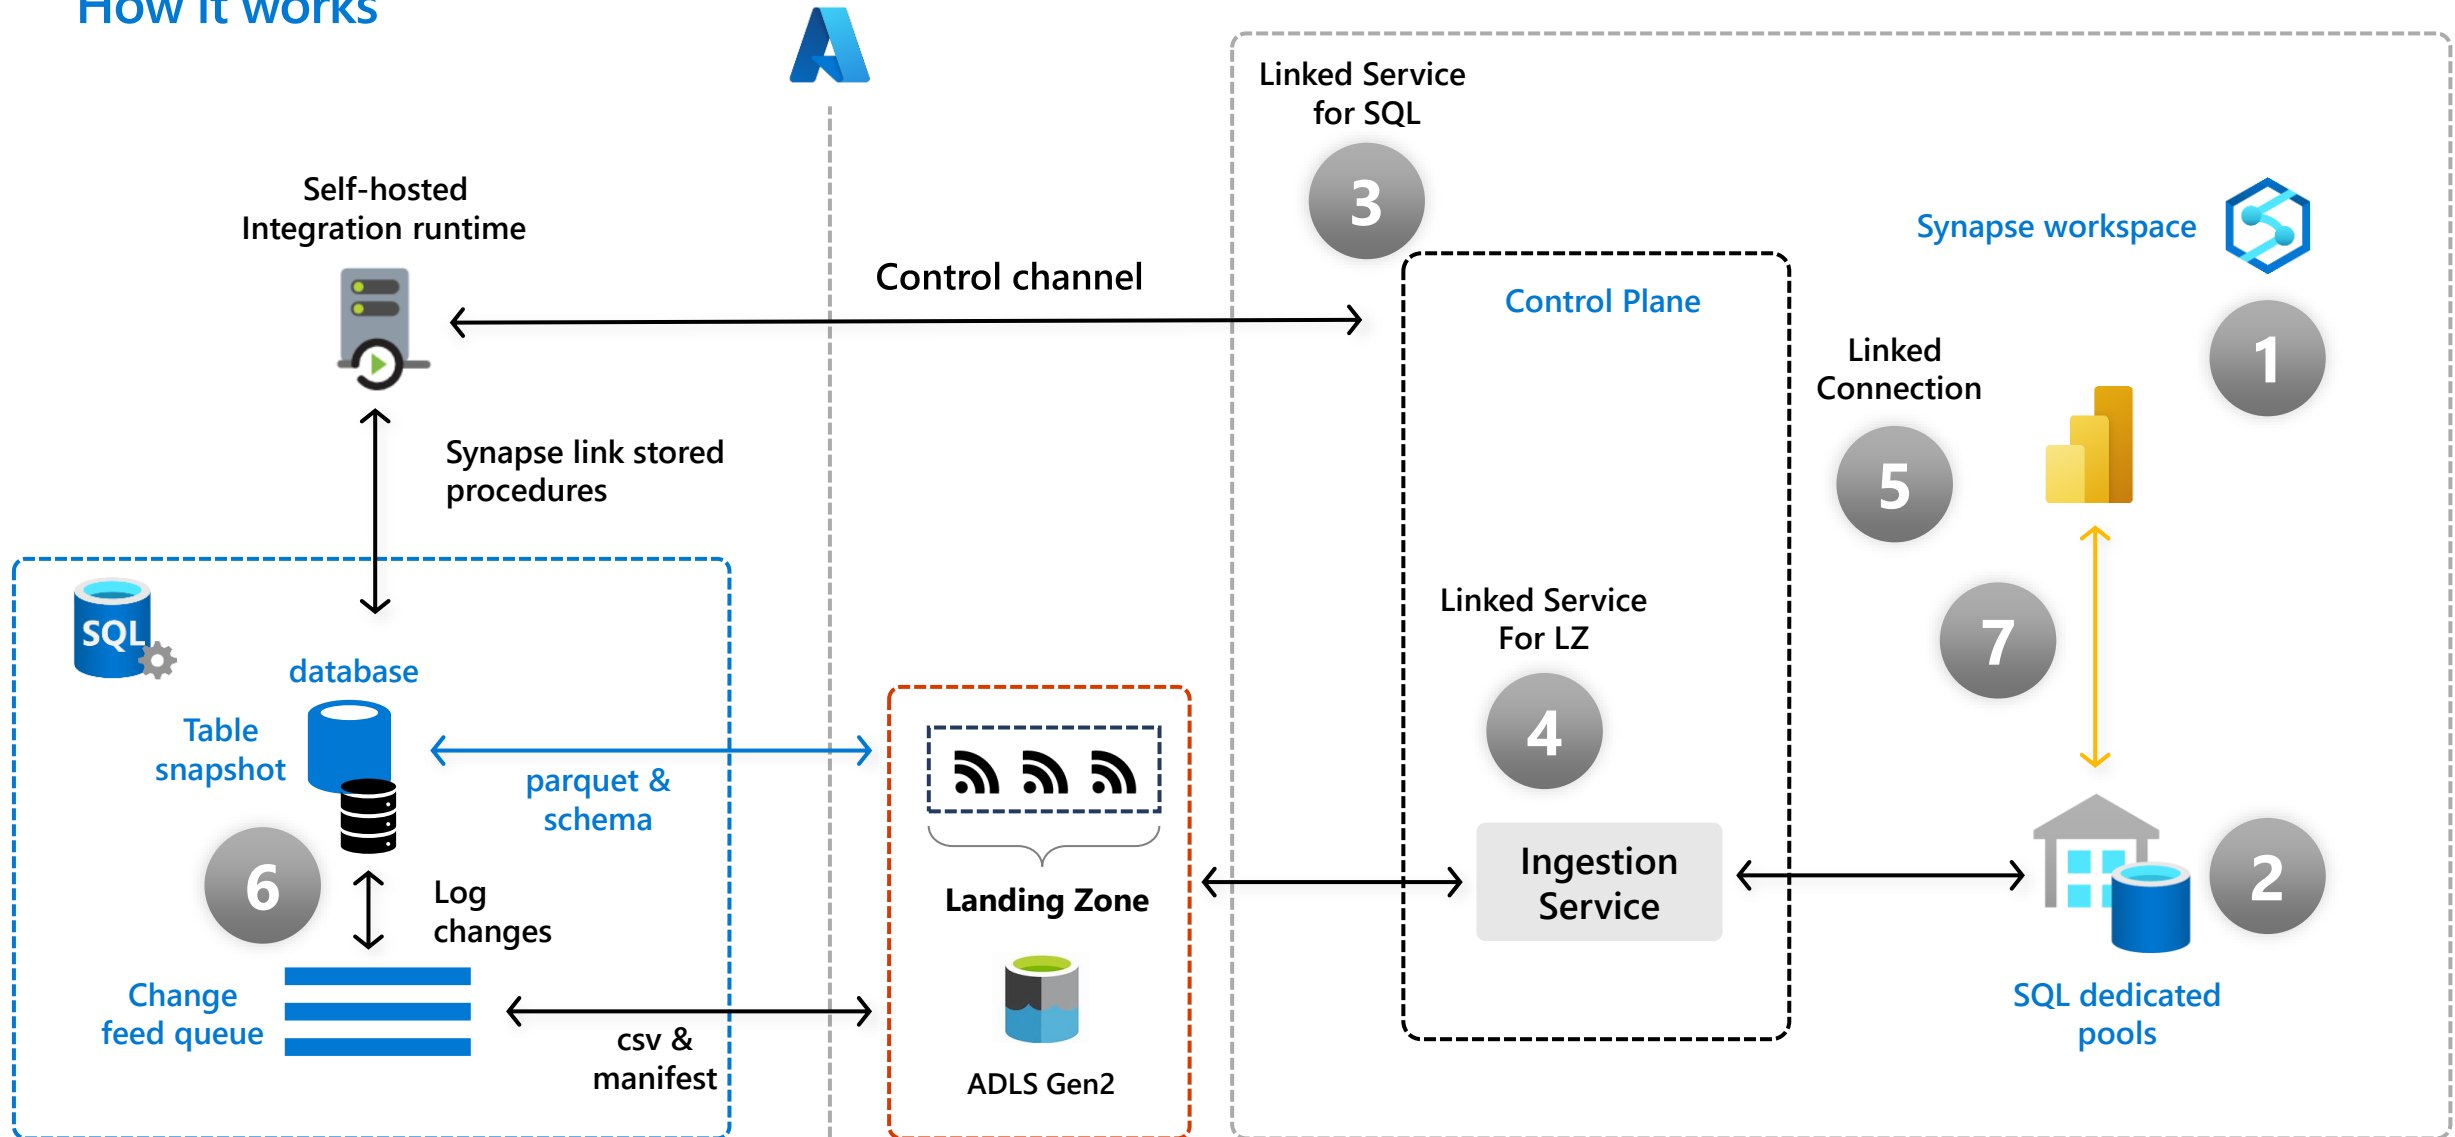 How it works
Linked Service
for SQL
3
Self-hosted
Integration runtime
Synapse workspace
Control channel
Control Plane
1
Linked
Connection
5
Synapse link stored
procedures
SQL
database
Table
snapshot
parquet &
schema
6
Log
changes
Change
feed queue
csv &
manifest
Landing Zone
ADLS Gen2
Linked Service
For LZ
4
Ingestion
Service
7
2
SQL dedicated
pools